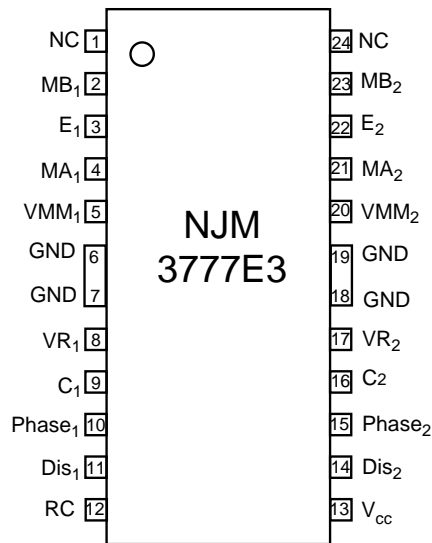 NC 1 24 NC
MB₁ 2 23 MB₂
E₁ 3 22 E₂
MA₁ 4 21 MA₂
VMM₁ 5 20 VMM₂
GND 6 19 GND
GND 7 18 GND
VR₁ 8 17 VR₂
C₁ 9 16 C2
Phase₁ 10 15 Phase₂
Dis₁ 11 14 Dis₂
RC 12 13 Vcc
NJM
3777E3